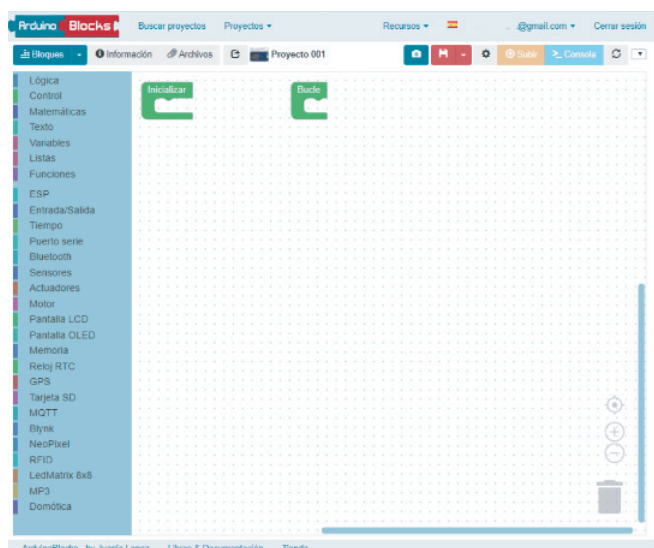 Arduino Blocks Buscar proyectos Proyectos Recursos @gmail.com Cerrar sesión
Bloques Información Archivos Proyecto 001 Subir Consola
Lógica
Control
Matemáticas
Texto
Variables
Listas
Funciones
ESP
Entrada/Salida
Tiempo
Puerto serie
Bluetooth
Sensores
Actuadores
Motor
Pantalla LCD
Pantalla OLED
Memoria
Reloj RTC
GPS
Tarjeta SD
MQTT
Blynk
NeoPixel
RFID
LedMatrix 8x8
MP3
Domótica
Inicializar
Bucle